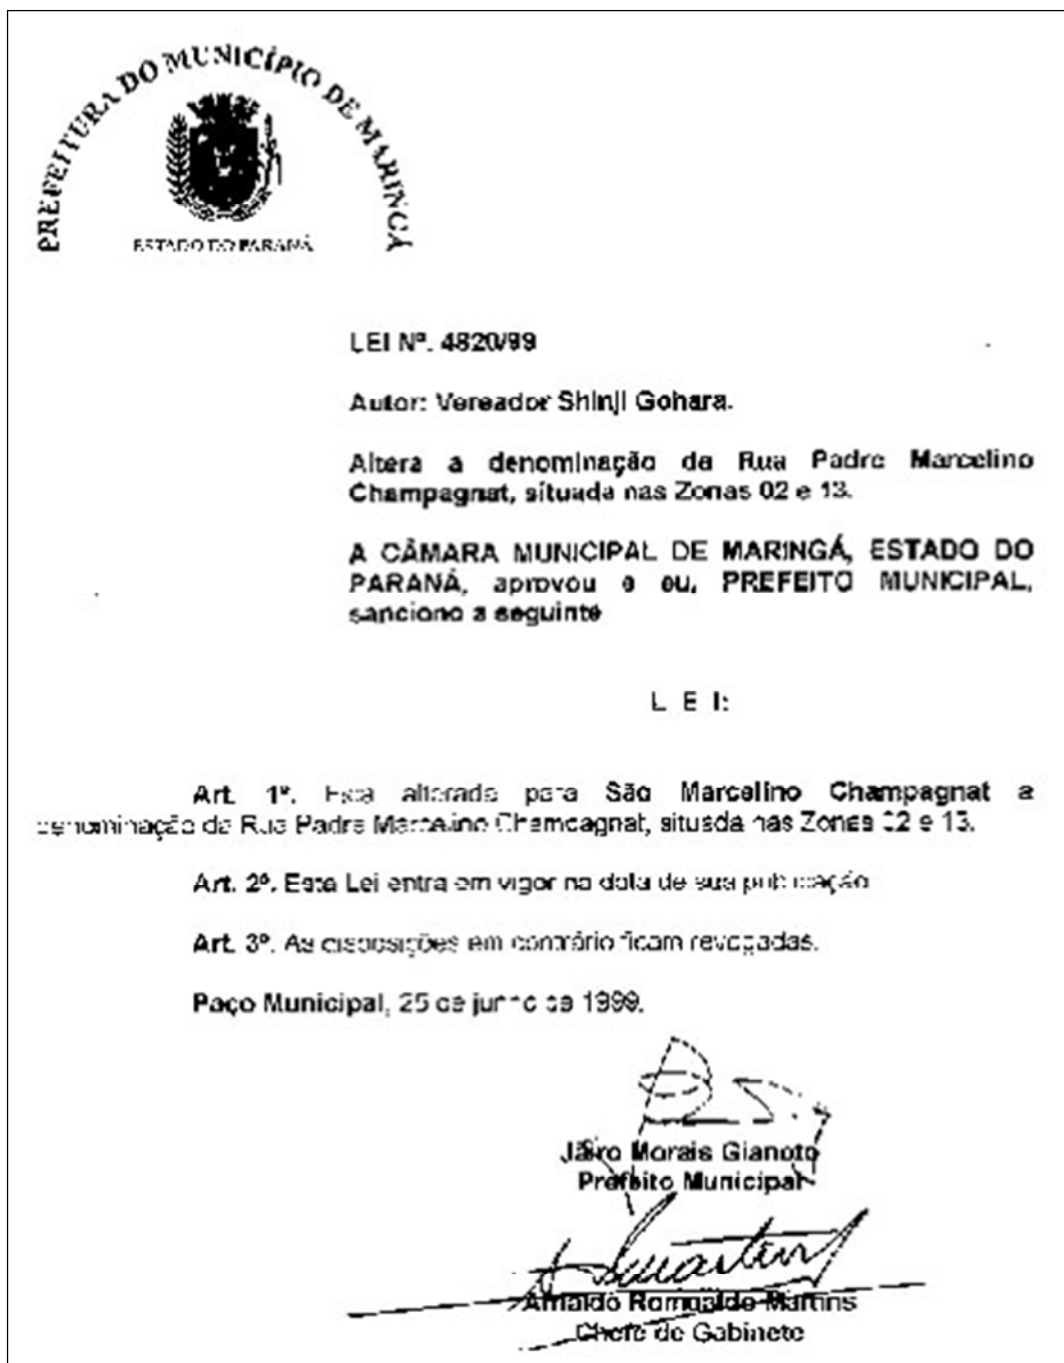 PREFEITURA DO MUNICÍPIO DE MARINGÁ
ESTADO DO PARANÁ
LEI Nº. 4820/99
Autor: Vereador Shinji Gohara.
Altera a denominação da Rua Padre Marcelino
Champagnat, situada nas Zonas 02 e 13.
A CÂMARA MUNICIPAL DE MARINGÁ, ESTADO DO
PARANÁ, aprovou e eu, PREFEITO MUNICIPAL,
sanciono a seguinte
L E I:
Art. 1º. Fica alterada para São Marcelino Champagnat a
denominação da Rua Padre Marcelino Champagnat, situada nas Zonas 02 e 13.
Art. 2º. Esta Lei entra em vigor na data de sua publicação
Art. 3º. As disposições em contrário ficam revogadas.
Paço Municipal, 25 de junho de 1999.
Jairo Morais Gianoto
Prefeito Municipal
Arnaldo Romualdo Martins
Chefe de Gabinete